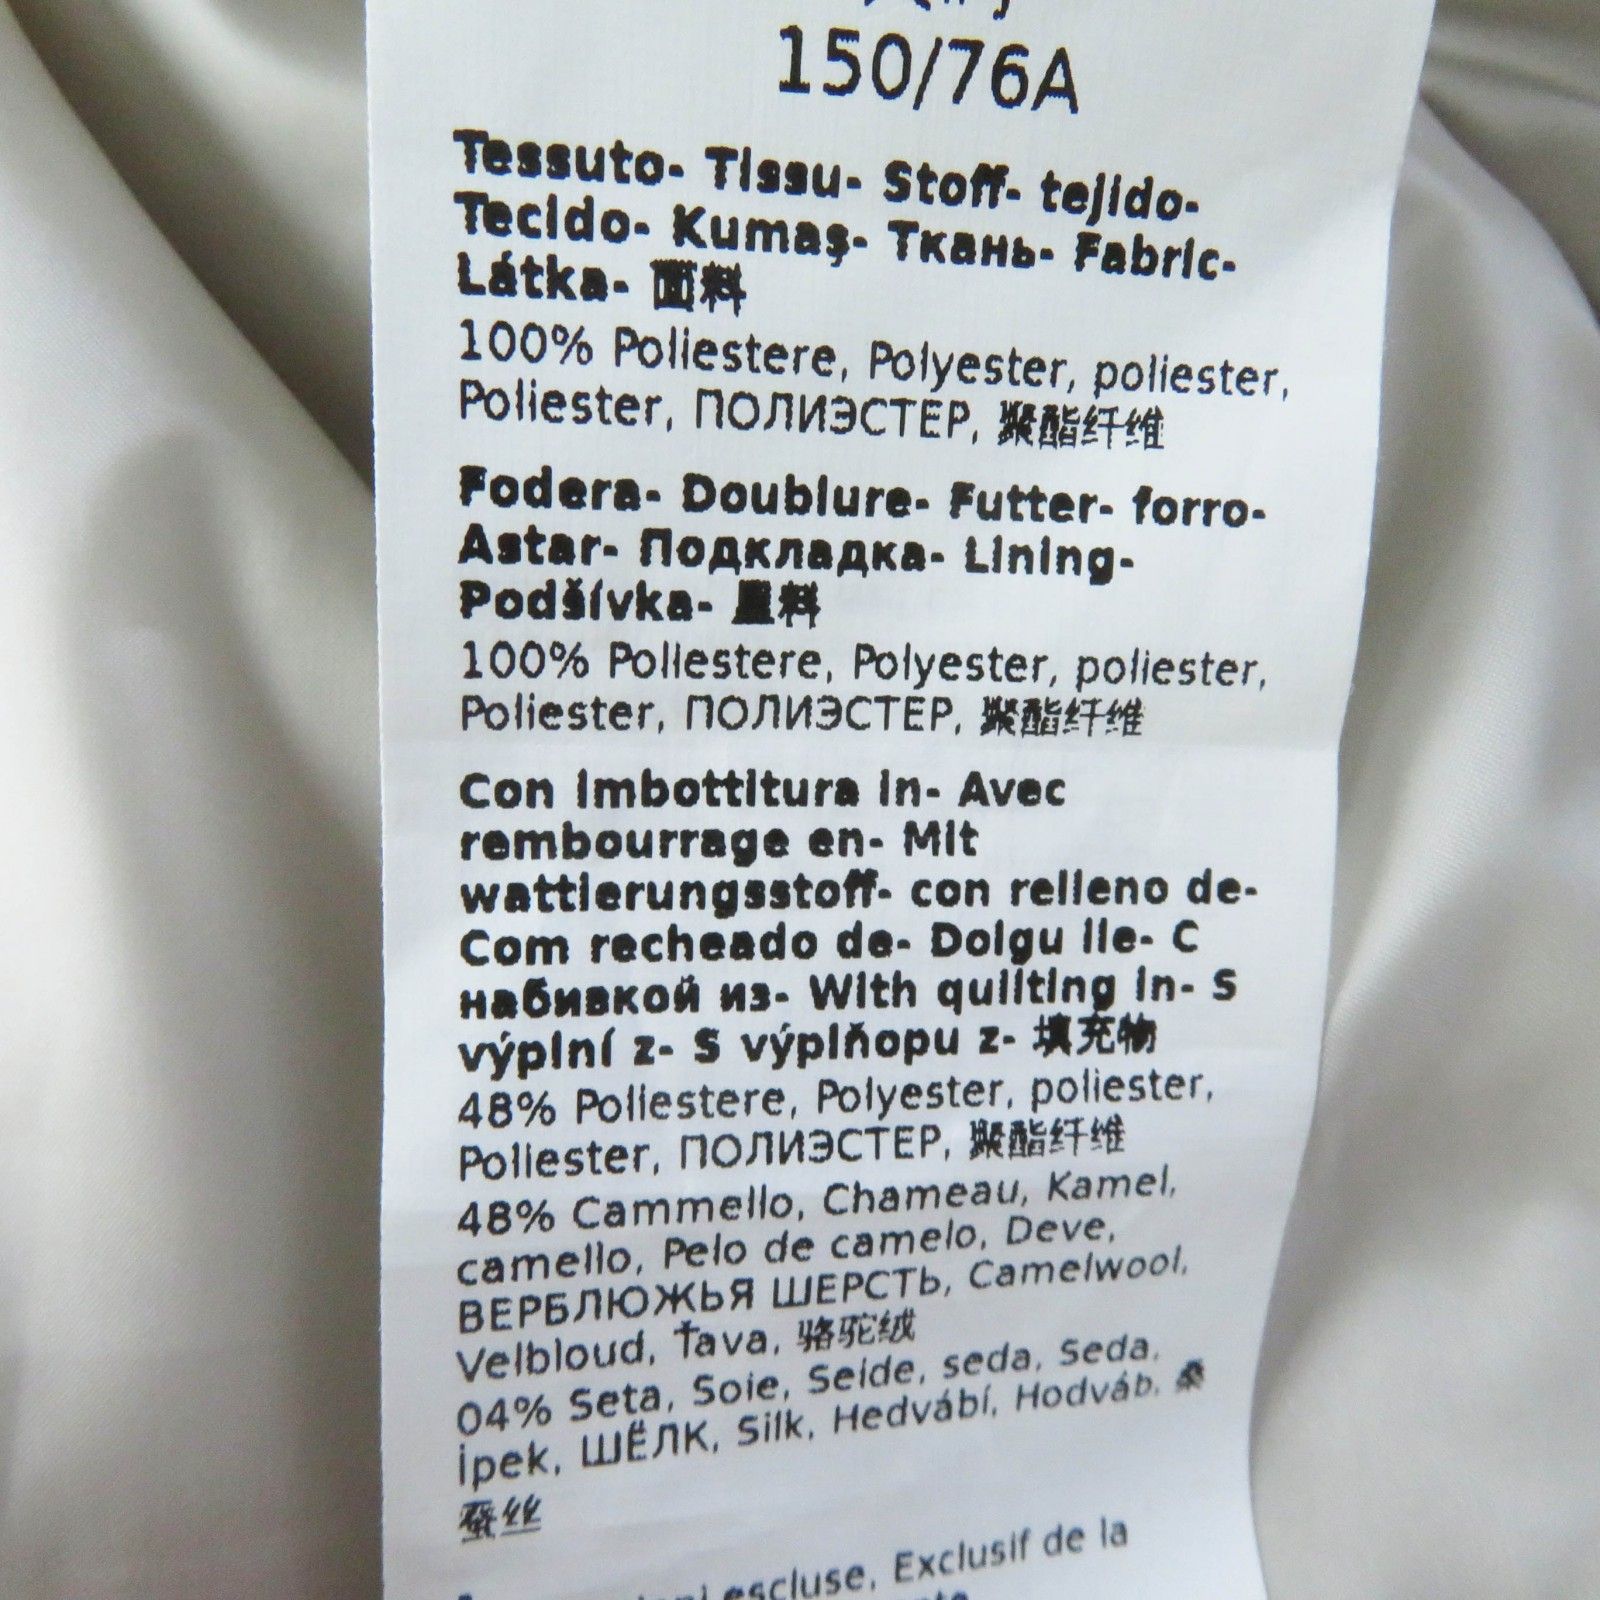 150/76A
Tessuto- Tissu- Stoff- tejido-
Tecido- Kumaş- Ткань- Fabric-
Látka- 面料
100% Poliestere, Polyester, poliester,
Poliester, ПОЛИЭСТЕР, 聚酯纤维
Fodera- Doublure- Futter- forro-
Astar- Подкладка- Lining-
Podšívka- 里料
100% Poliestere, Polyester, poliester,
Poliester, ПОЛИЭСТЕР, 聚酯纤维
Con imbottitura in- Avec
rembourrage en- Mit
wattierungsstoff- con relleno de-
Com recheado de- Dolgu ile- C
набивкой из- With quilting in- S
výplní z- S výplňopu z- 填充物
48% Poliestere, Polyester, poliester,
Poliester, ПОЛИЭСТЕР, 聚酯纤维
48% Cammello, Chameau, Kamel,
camello, Pelo de camelo, Deve,
ВЕРБЛЮЖЬЯ ШЕРСТЬ, Camelwool,
Velbloud, Ťava, 骆驼绒
04% Seta, Soie, Seide, seda, Seda,
İpek, ШЁЛК, Silk, Hedvábí, Hodváb,
蚕丝
escluse, Exclusif de la